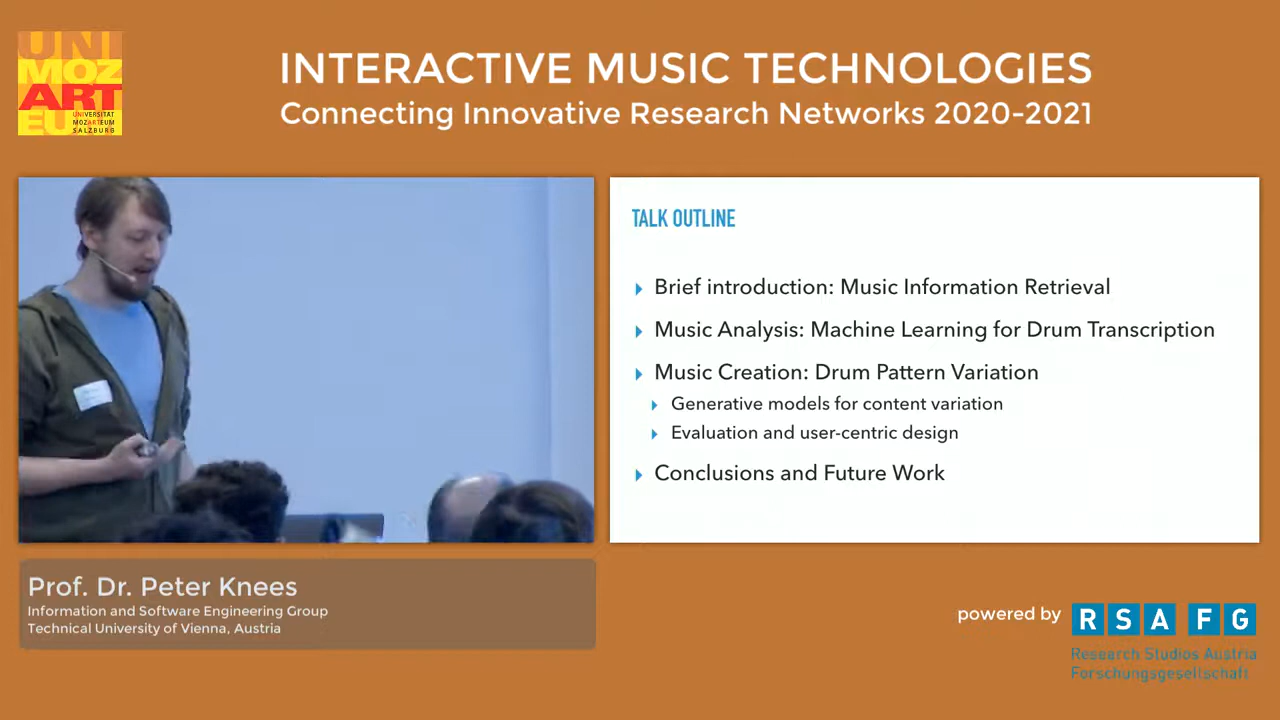 UNI
MOZ
ART
EU
UNIVERSITÄT
MOZARTEUM
SALZBURG
INTERACTIVE MUSIC TECHNOLOGIES
Connecting Innovative Research Networks 2020-2021
TALK OUTLINE
Brief introduction: Music Information Retrieval
Music Analysis: Machine Learning for Drum Transcription
Music Creation: Drum Pattern Variation
Generative models for content variation
Evaluation and user-centric design
Conclusions and Future Work
Prof. Dr. Peter Knees
Information and Software Engineering Group
Technical University of Vienna, Austria
powered by
RSA FG
Research Studios Austria
Forschungsgesellschaft